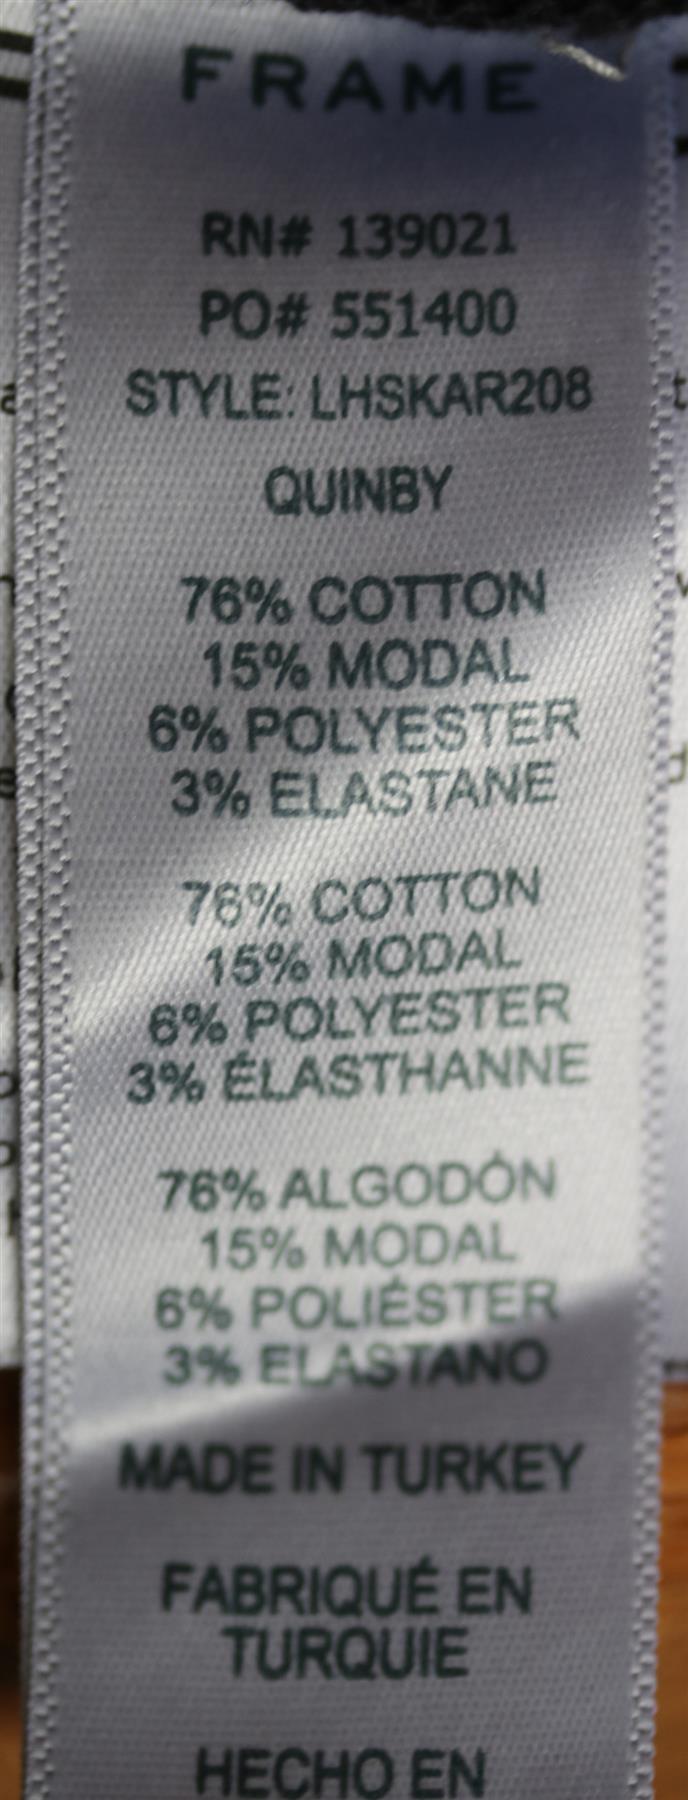 FRAME
RN# 139021
PO# 551400
STYLE: LHSKAR208
QUINBY
76% COTTON
15% MODAL
6% POLYESTER
3% ELASTANE
76% COTTON
15% MODAL
6% POLYESTER
3% ÉLASTHANNE
76% ALGODÓN
15% MODAL
6% POLIÉSTER
3% ELASTANO
MADE IN TURKEY
FABRIQUÉ EN
TURQUIE
HECHO EN